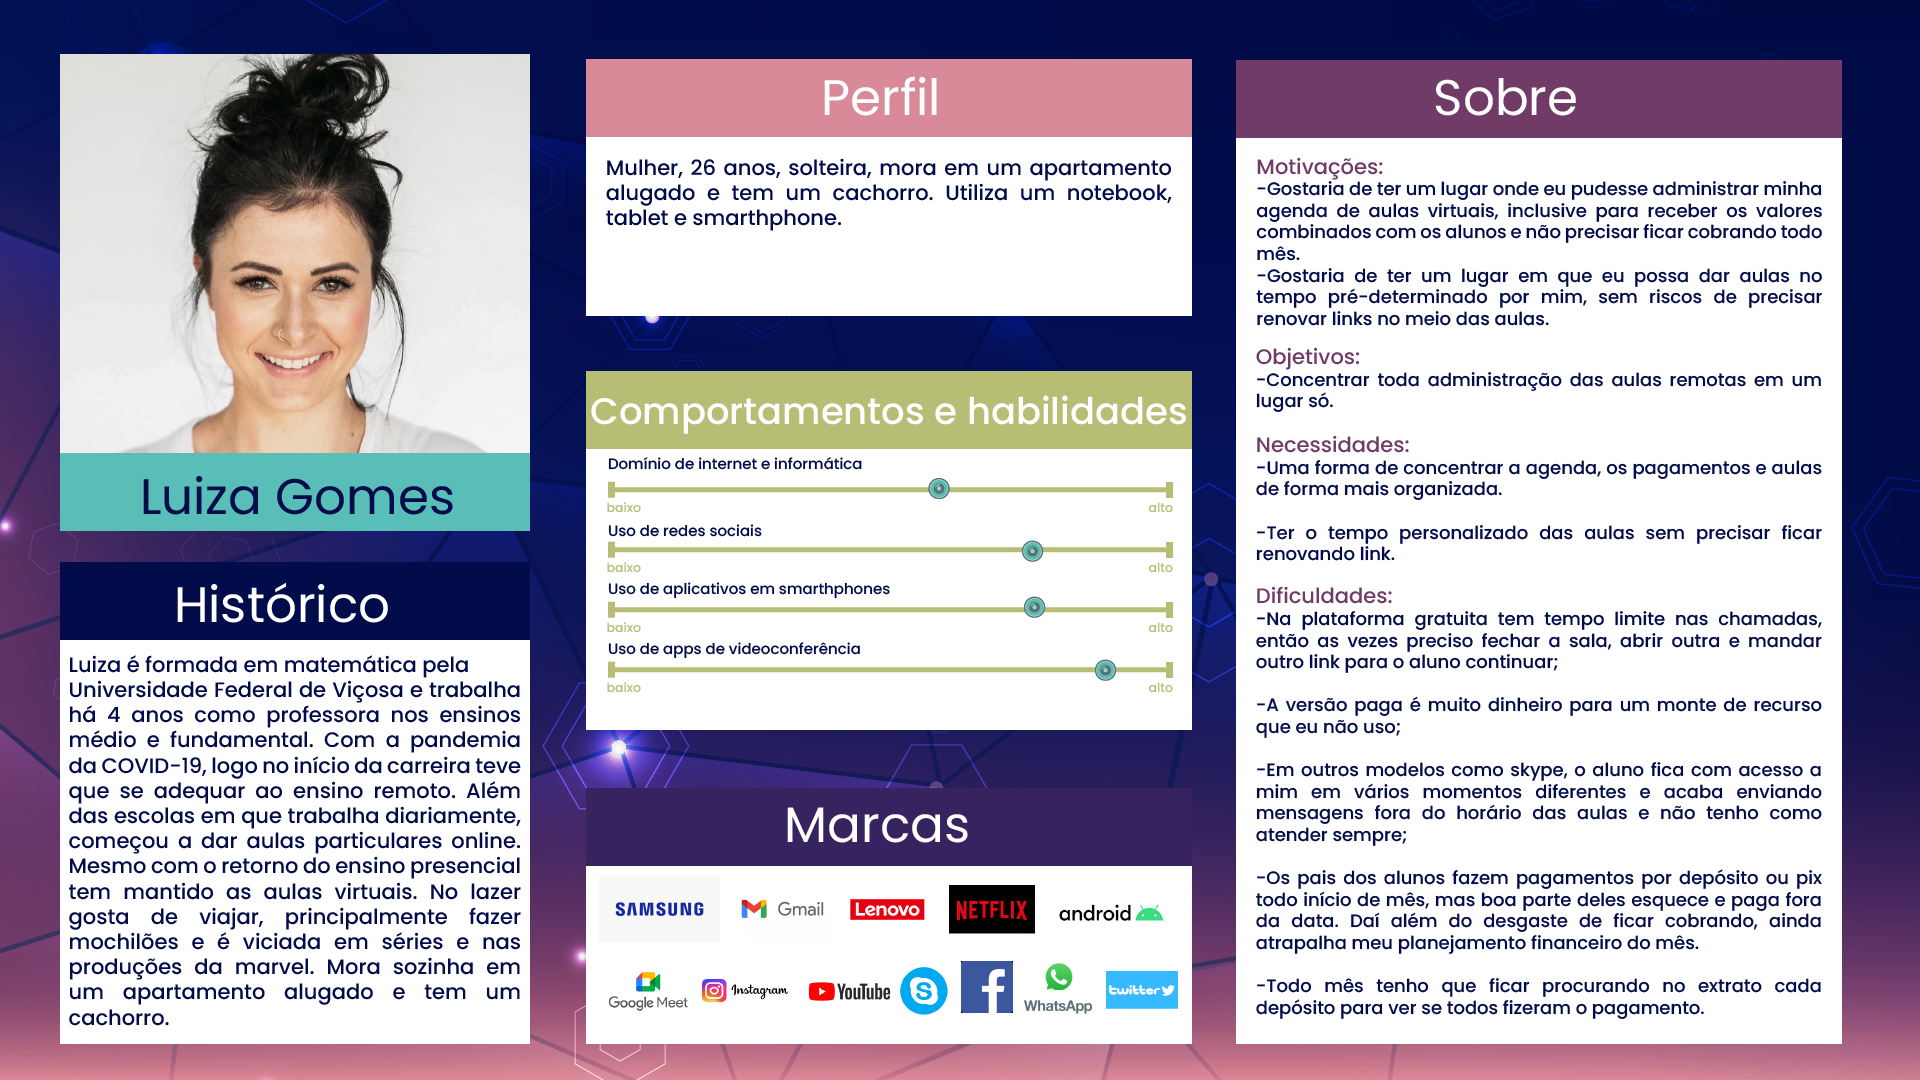 Luiza Gomes
Histórico
Luiza é formada em matemática pela
Universidade Federal de Viçosa e trabalha
há 4 anos como professora nos ensinos
médio e fundamental. Com a pandemia
da COVID-19, logo no início da carreira teve
que se adequar ao ensino remoto. Além
das escolas em que trabalha diariamente,
começou a dar aulas particulares online.
Mesmo com o retorno do ensino presencial
tem mantido as aulas virtuais. No lazer
gosta de viajar, principalmente fazer
mochilões e é viciada em séries e nas
produções da marvel. Mora sozinha em
um apartamento alugado e tem um
cachorro.
Perfil
Mulher, 26 anos, solteira, mora em um apartamento
alugado e tem um cachorro. Utiliza um notebook,
tablet e smarthphone.
Comportamentos e habilidades
Domínio de internet e informática
baixo alto
Uso de redes sociais
baixo alto
Uso de aplicativos em smarthphones
baixo alto
Uso de apps de videoconferência
baixo alto
Marcas
SAMSUNG Gmail Lenovo NETFLIX android
Google Meet Instagram YouTube S f WhatsApp twitter
Sobre
Motivações:
-Gostaria de ter um lugar onde eu pudesse administrar minha
agenda de aulas virtuais, inclusive para receber os valores
combinados com os alunos e não precisar ficar cobrando todo
mês.
-Gostaria de ter um lugar em que eu possa dar aulas no
tempo pré-determinado por mim, sem riscos de precisar
renovar links no meio das aulas.
Objetivos:
-Concentrar toda administração das aulas remotas em um
lugar só.
Necessidades:
-Uma forma de concentrar a agenda, os pagamentos e aulas
de forma mais organizada.
-Ter o tempo personalizado das aulas sem precisar ficar
renovando link.
Dificuldades:
-Na plataforma gratuita tem tempo limite nas chamadas,
então as vezes preciso fechar a sala, abrir outra e mandar
outro link para o aluno continuar;
-A versão paga é muito dinheiro para um monte de recurso
que eu não uso;
-Em outros modelos como skype, o aluno fica com acesso a
mim em vários momentos diferentes e acaba enviando
mensagens fora do horário das aulas e não tenho como
atender sempre;
-Os pais dos alunos fazem pagamentos por depósito ou pix
todo início de mês, mas boa parte deles esquece e paga fora
da data. Daí além do desgaste de ficar cobrando, ainda
atrapalha meu planejamento financeiro do mês.
-Todo mês tenho que ficar procurando no extrato cada
depósito para ver se todos fizeram o pagamento.